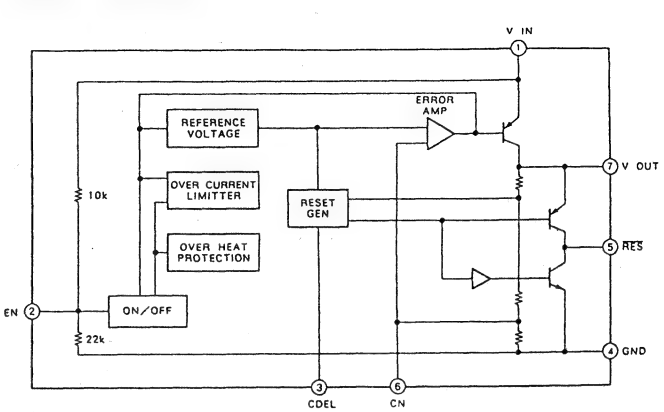 V IN
1
ERROR
AMP
REFERENCE
VOLTAGE
7 V OUT
10k
OVER CURRENT
LIMITTER
RESET
GEN
OVER HEAT
PROTECTION
5 RES
EN 2
ON/OFF
22k
4 GND
3
6
CDEL
CN